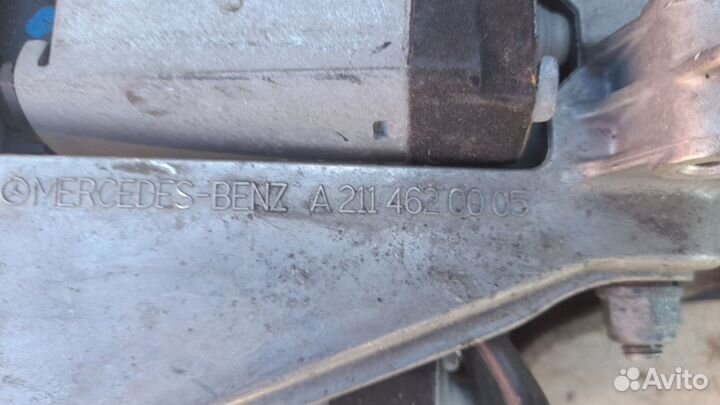 MERCEDES-BENZ A 211 462 00 05
Avito